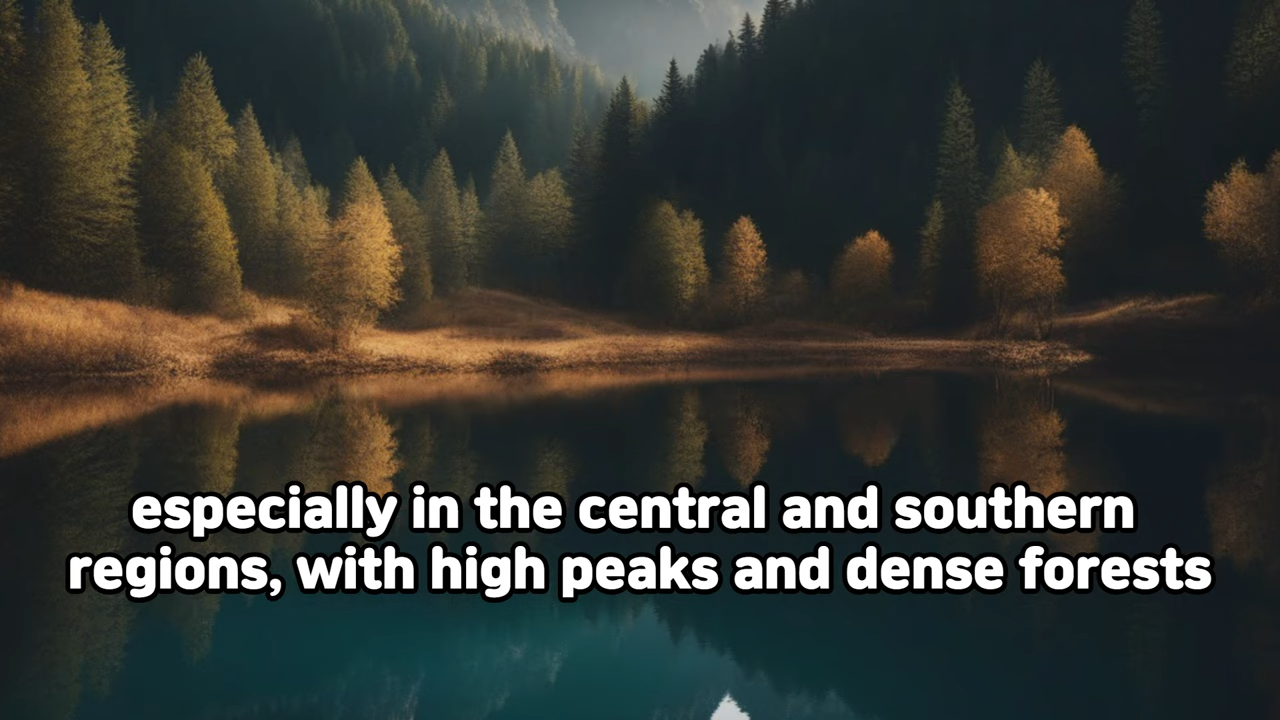 especially in the central and southern
regions, with high peaks and dense forests